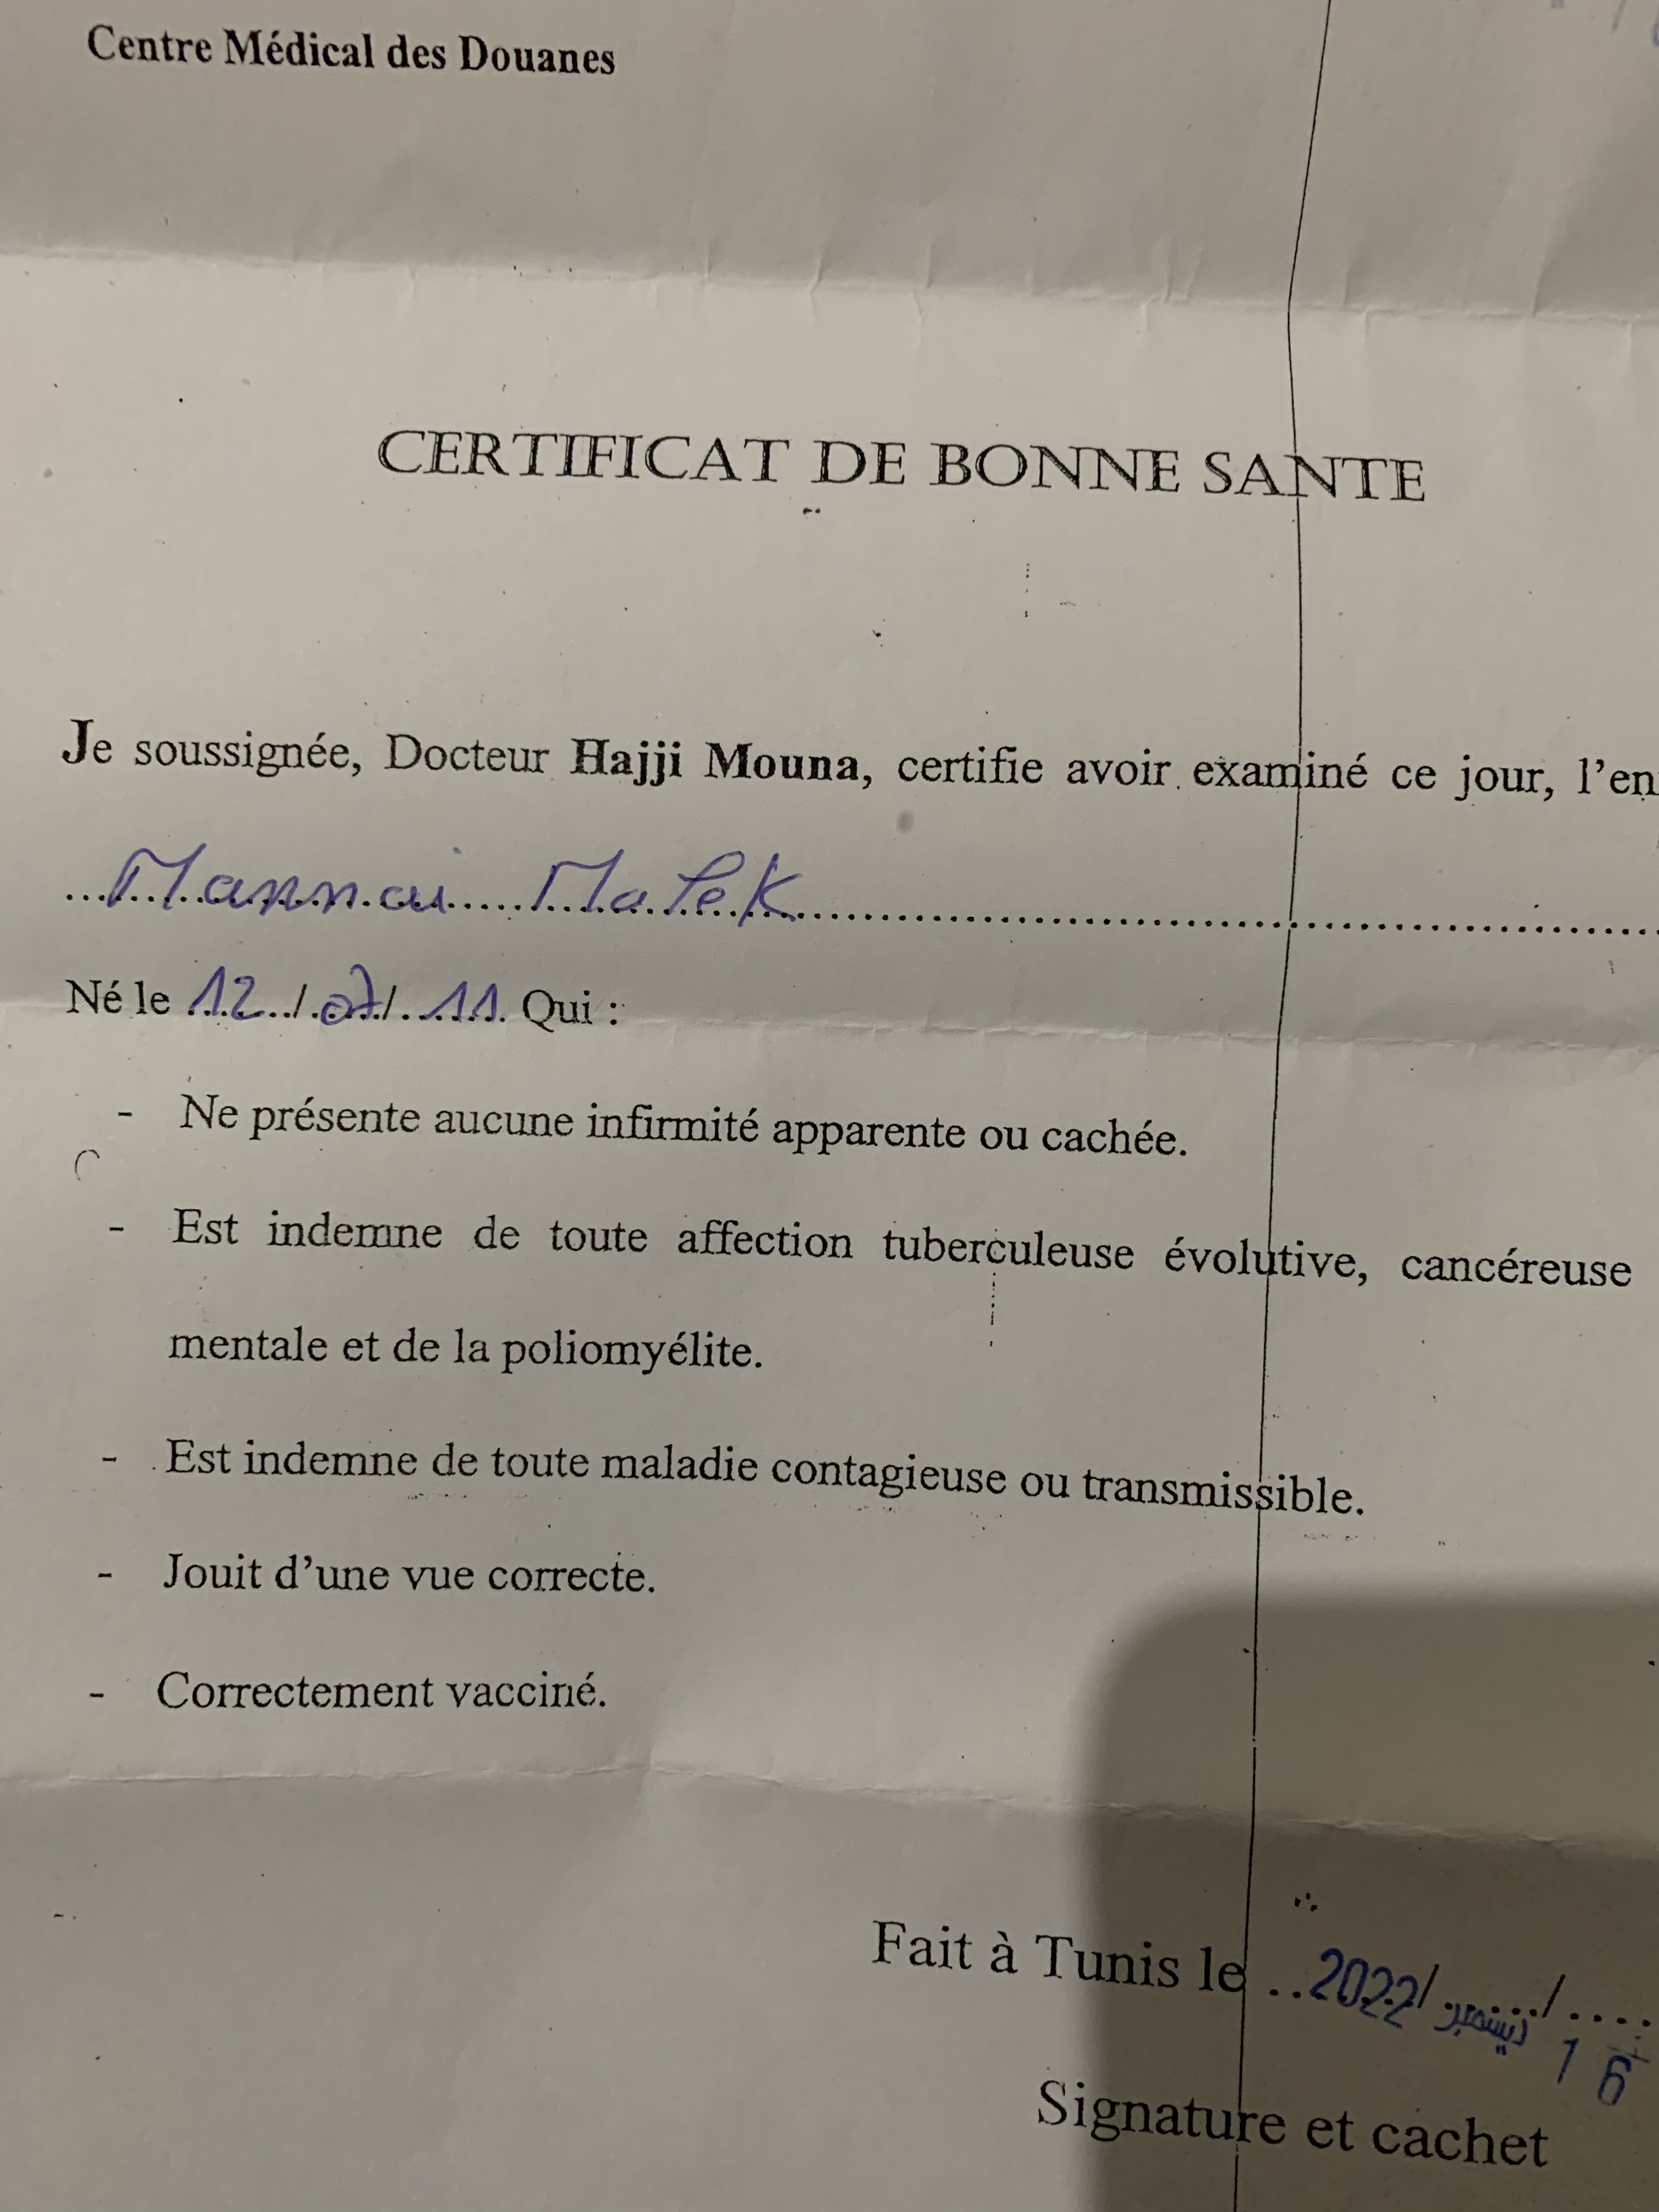 Centre Médical des Douanes
CERTIFICAT DE BONNE SANTE
Je soussignée, Docteur Hajji Mouna, certifie avoir examiné ce jour, l'en
Mannai Malek
Né le 12../.07/. .11. Qui :
- Ne présente aucune infirmité apparente ou cachée.
- Est indemne de toute affection tuberculeuse évolutive, cancéreuse
mentale et de la poliomyélite.
- Est indemne de toute maladie contagieuse ou transmissible.
- Jouit d'une vue correcte.
- Correctement vacciné.
Fait à Tunis le ..2022/....../....
16 ديسمبر
Signature et cachet